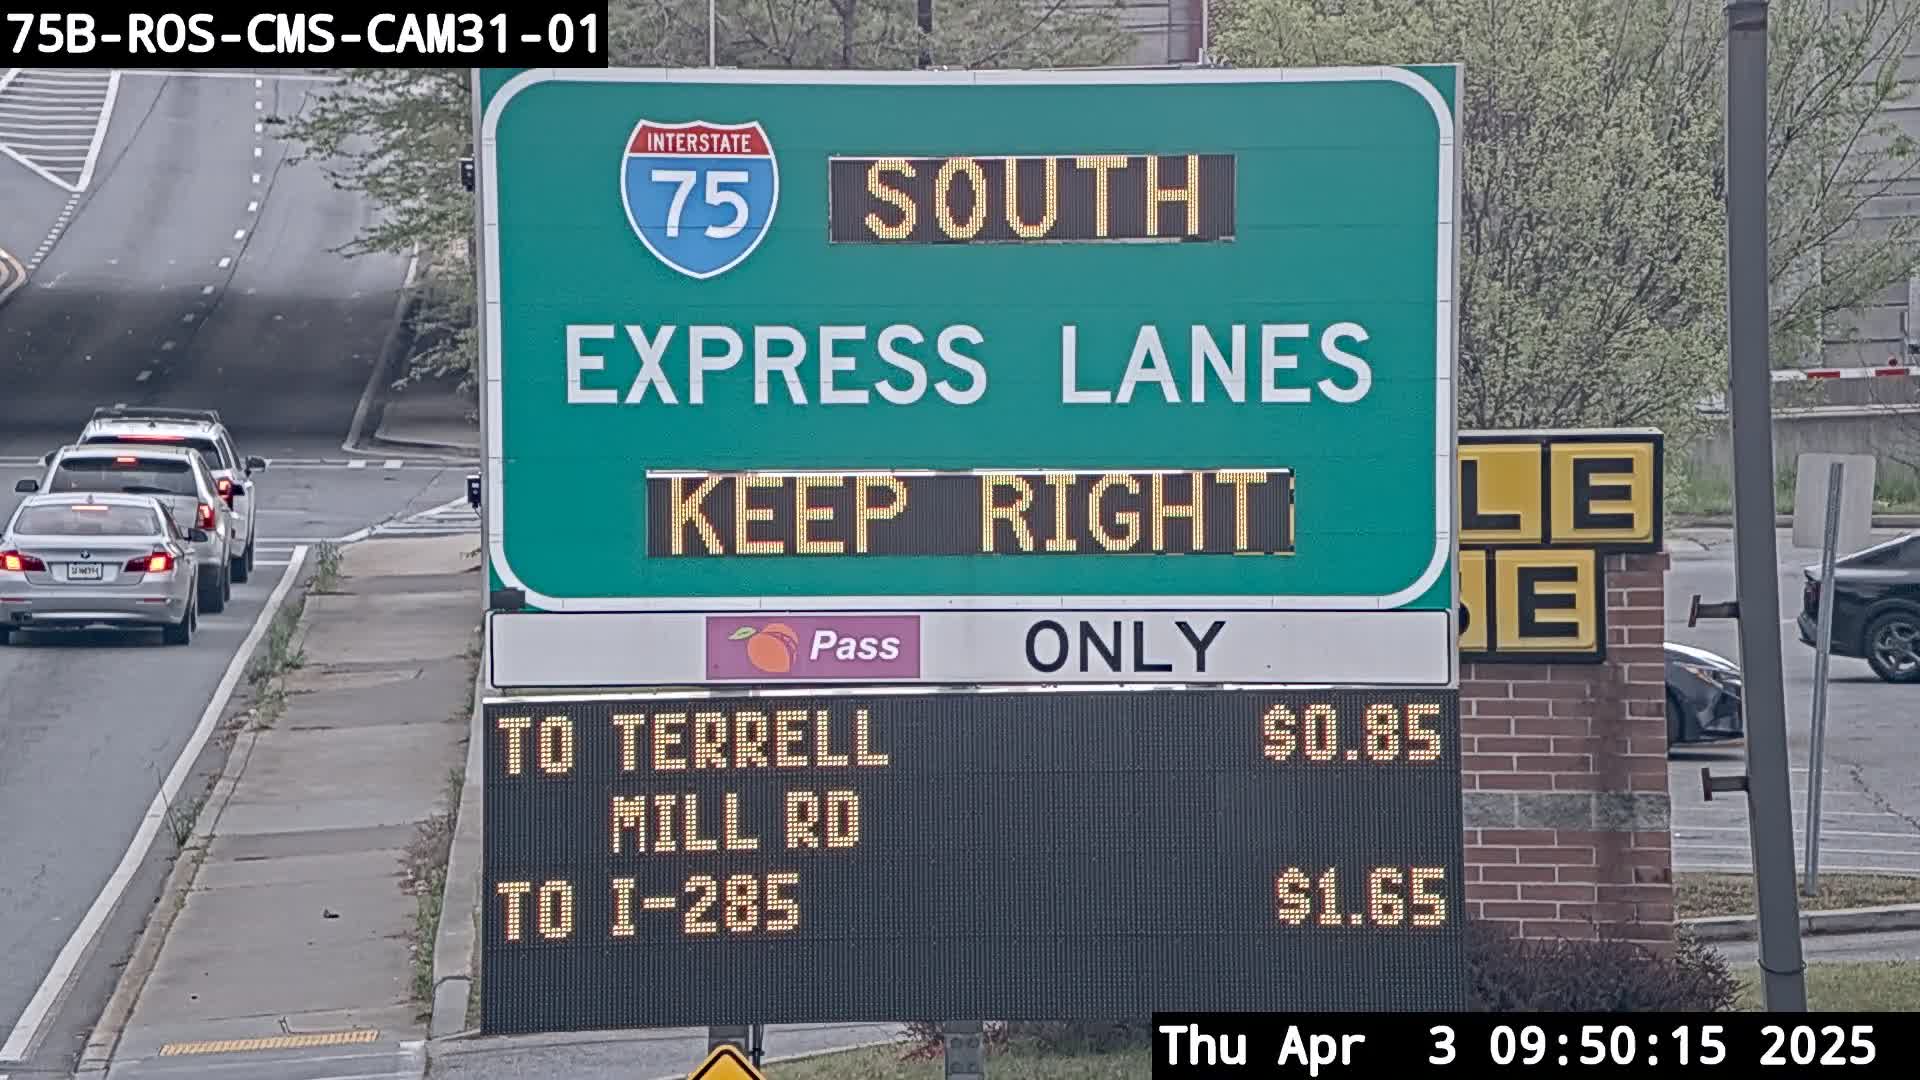 75B-ROS-CMS-CAM31-01
INTERSTATE
75
SOUTH
EXPRESS LANES
KEEP RIGHT
Pass ONLY
TO TERRELL $0.85
MILL RD
TO I-285 $1.65
LE
E
Thu Apr 3 09:50:15 2025